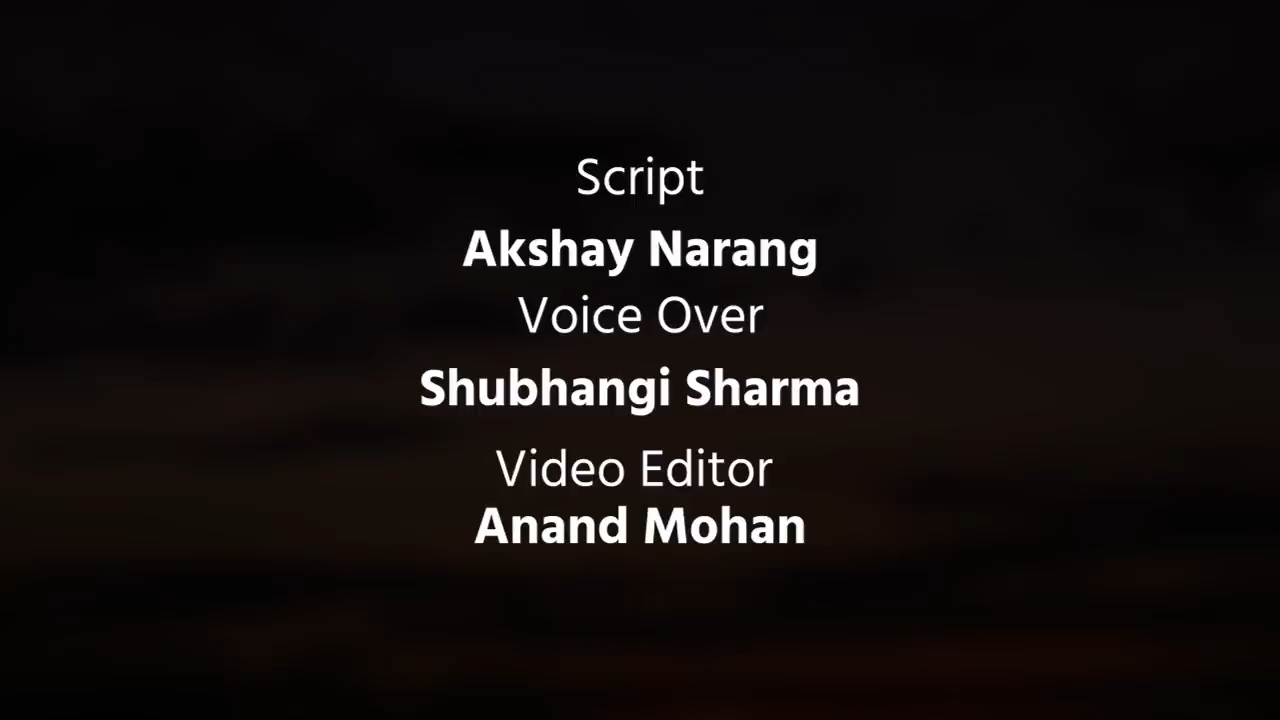 Script
Akshay Narang
Voice Over
Shubhangi Sharma
Video Editor
Anand Mohan